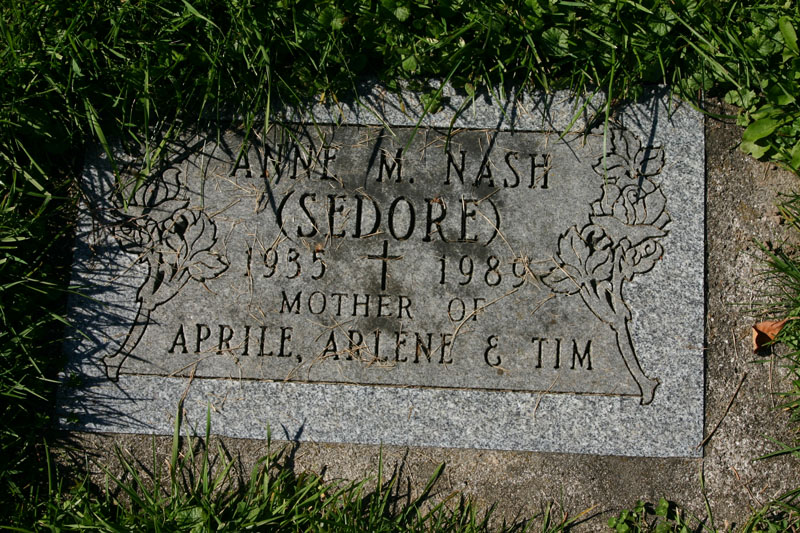 ANNE M. NASH
(SEDORE)
1935 1989
MOTHER OF
APRILE, ARLENE & TIM